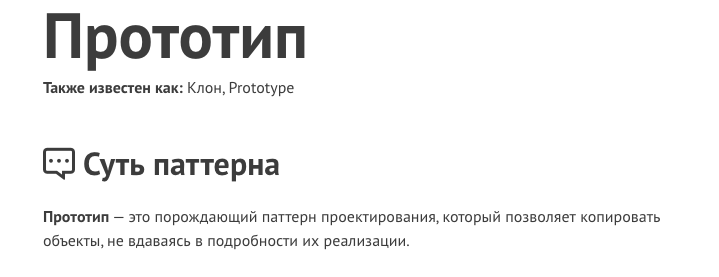 Прототип
Также известен как: Клон, Prototype
Суть паттерна
Прототип — это порождающий паттерн проектирования, который позволяет копировать
объекты, не вдаваясь в подробности их реализации.